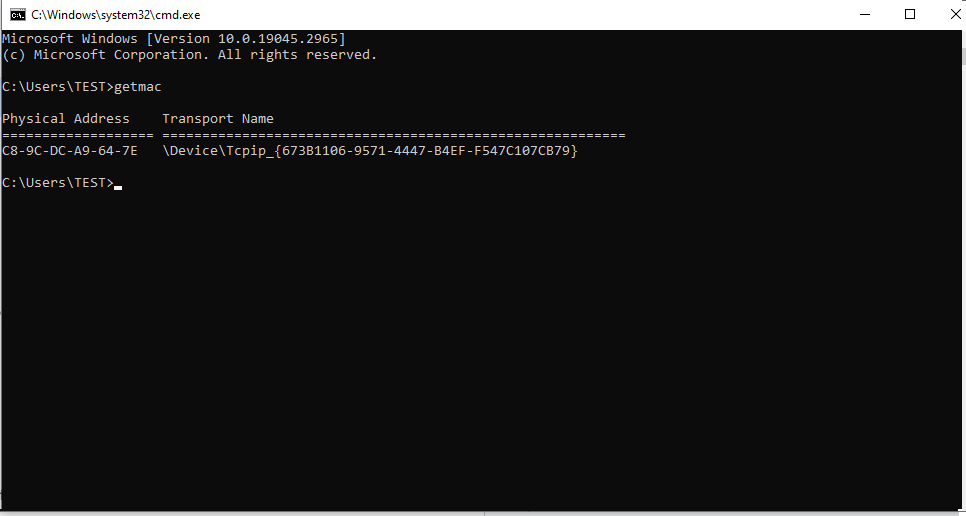 C:\Windows\system32\cmd.exe
Microsoft Windows [Version 10.0.19045.2965]
(c) Microsoft Corporation. All rights reserved.
C:\Users\TEST>getmac
Physical Address    Transport Name
=================== ==========================================================
C8-9C-DC-A9-64-7E   \Device\Tcpip_{673B1106-9571-4447-B4EF-F547C107CB79}
C:\Users\TEST>